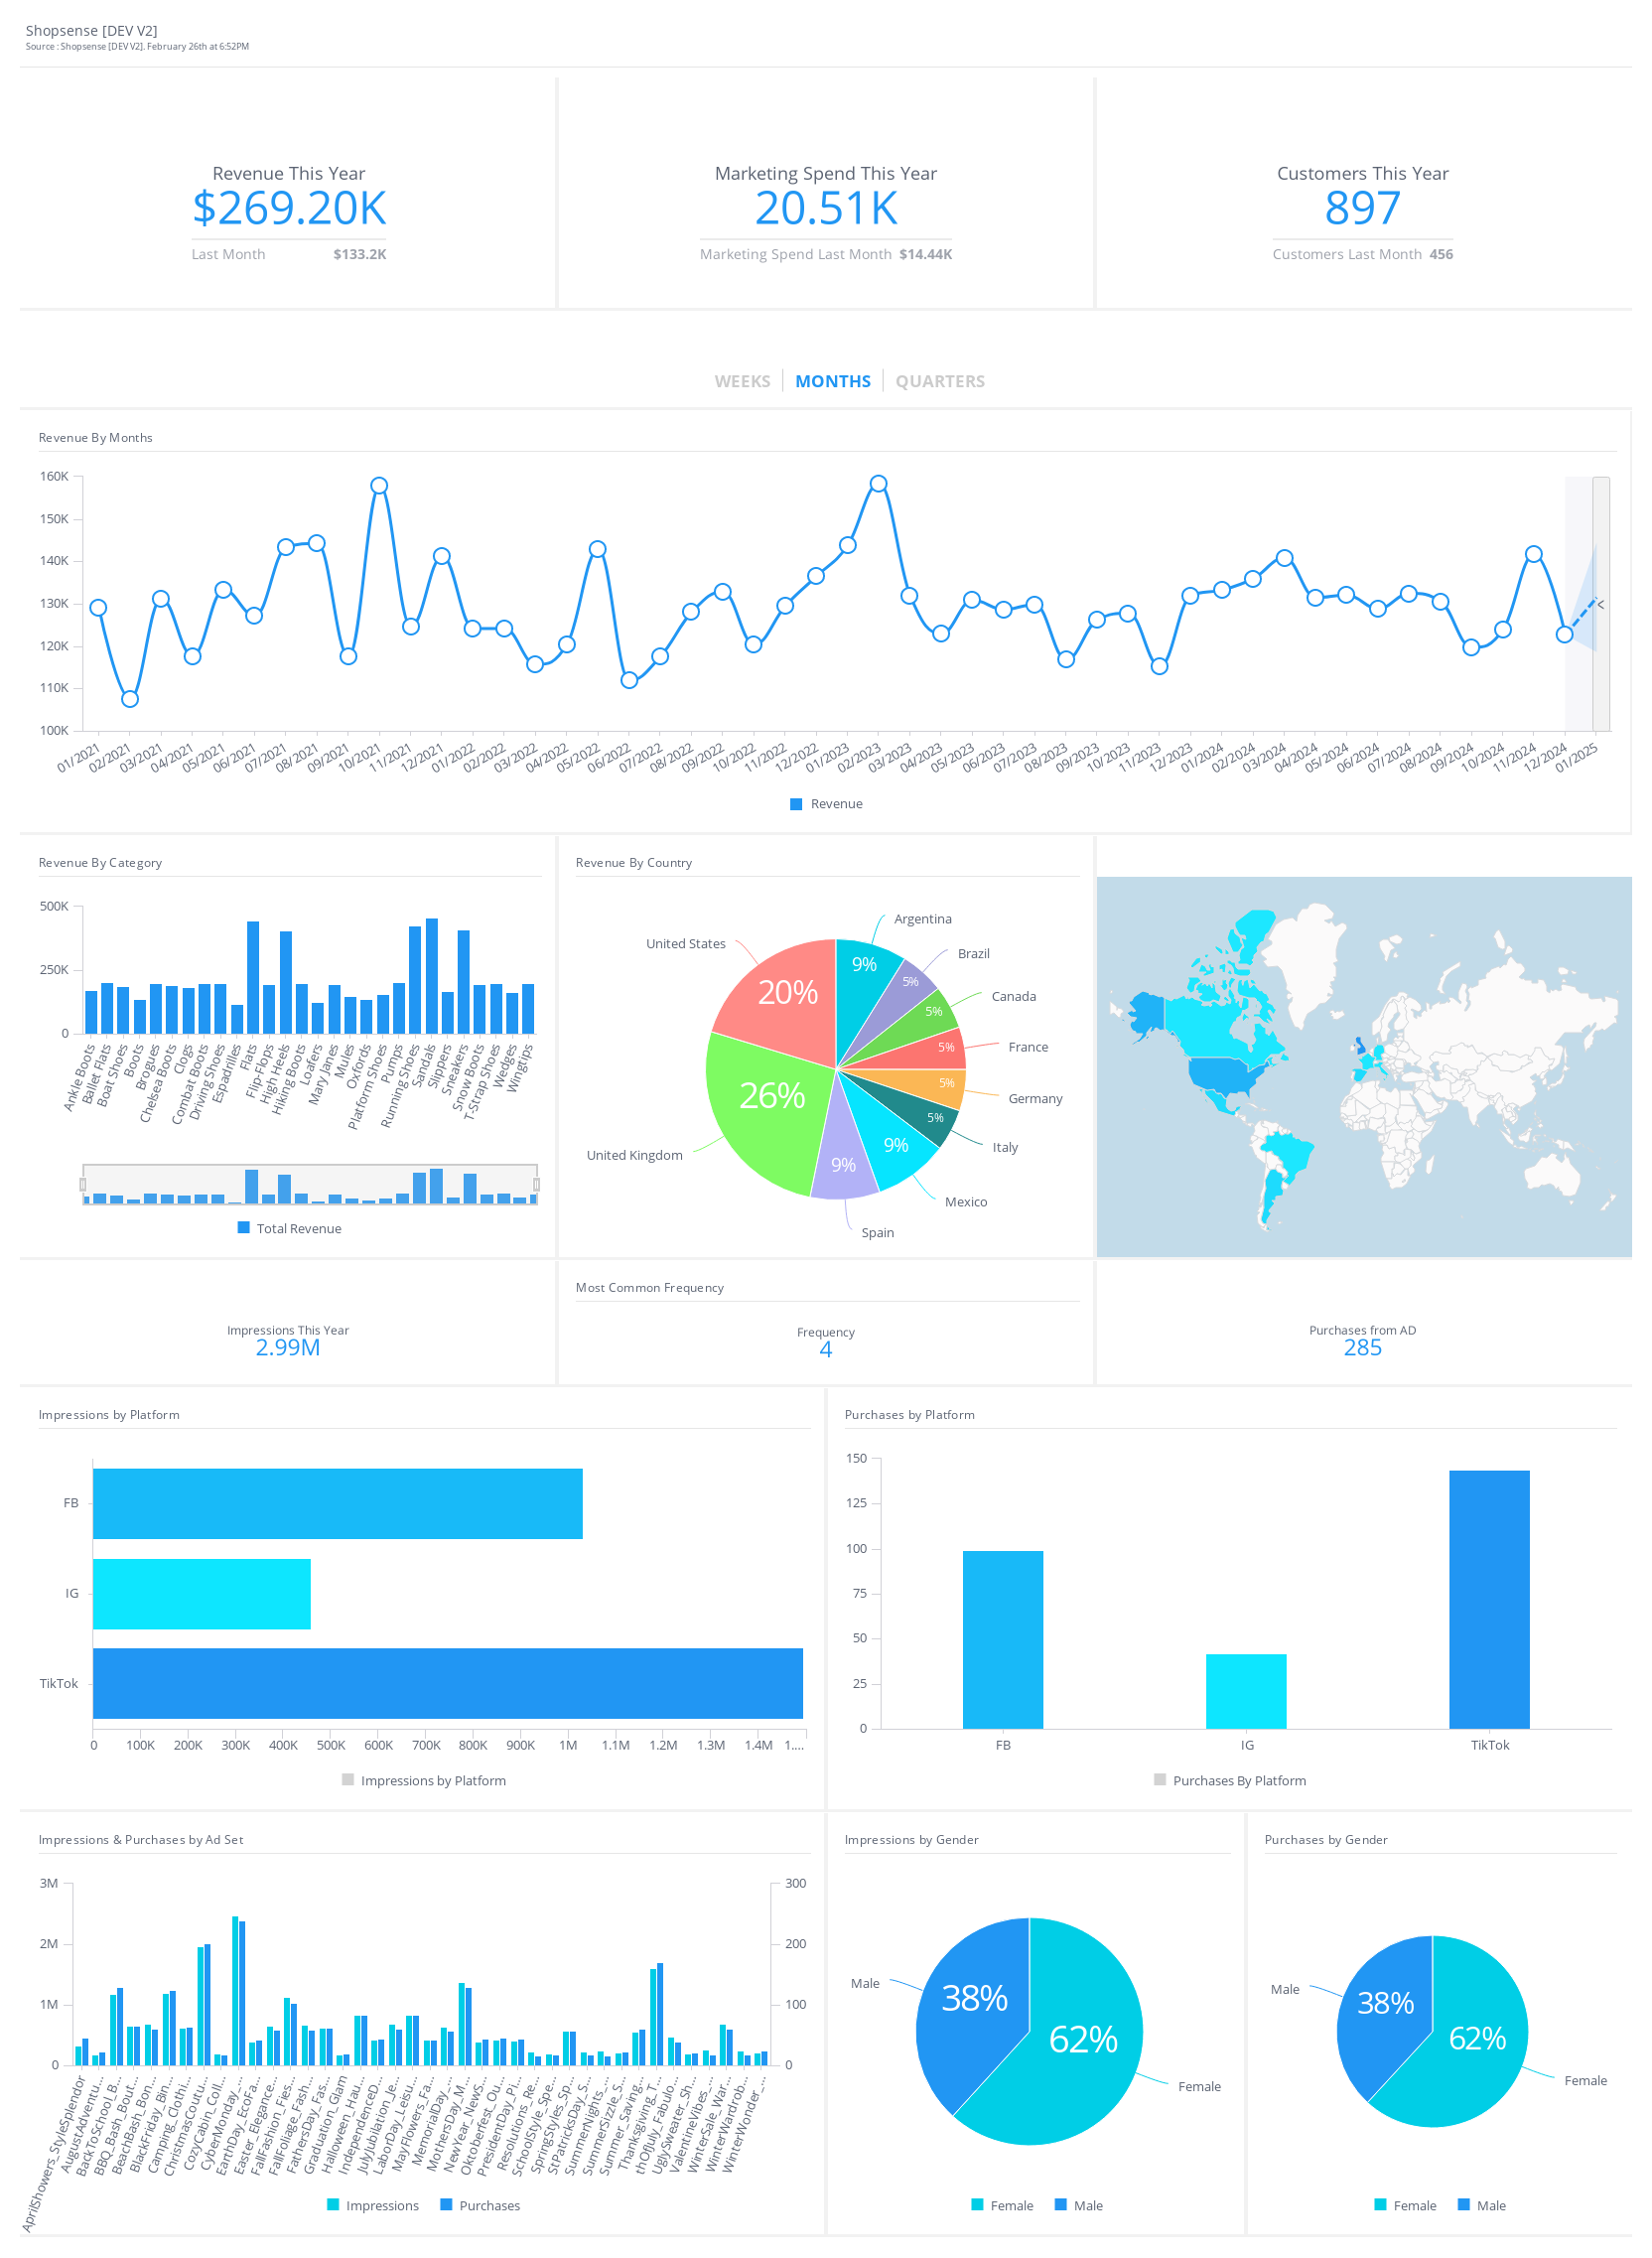 Shopsense [DEV V2]
Source : Shopsense [DEV V2]. February 26th at 6:52PM
Revenue This Year
$269.20K
Last Month $133.2K
Marketing Spend This Year
20.51K
Marketing Spend Last Month $14.44K
Customers This Year
897
Customers Last Month 456
WEEKS MONTHS QUARTERS
Revenue By Months
160K
150K
140K
130K
120K
110K
100K
<
01/2021 02/2021 03/2021 04/2021 05/2021 06/2021 07/2021 08/2021 09/2021 10/2021 11/2021 12/2021 01/2022 02/2022 03/2022 04/2022 05/2022 06/2022 07/2022 08/2022 09/2022 10/2022 11/2022 12/2022 01/2023 02/2023 03/2023 04/2023 05/2023 06/2023 07/2023 08/2023 09/2023 10/2023 11/2023 12/2023 01/2024 02/2024 03/2024 04/2024 05/2024 06/2024 07/2024 08/2024 09/2024 10/2024 11/2024 12/2024 01/2025
Revenue
Revenue By Category
500K
250K
0
Ankle Boots
Ballet Flats
Boat Shoes
Boots
Brogues
Chelsea Boots
Clogs
Combat Boots
Driving Shoes
Espadrilles
Flats
Flip-Flops
High Heels
Hiking Boots
Loafers
Mary Janes
Mules
Oxfords
Platform Shoes
Pumps
Running Shoes
Sandals
Slippers
Sneakers
Snow Boots
T-Strap Shoes
Wedges
Wingtips
Total Revenue
Revenue By Country
Argentina
9%
Brazil
5%
Canada
5%
France
5%
Germany
5%
Italy
5%
Mexico
9%
Spain
9%
United Kingdom
26%
United States
20%
Impressions This Year
2.99M
Most Common Frequency
Frequency
4
Purchases from AD
285
Impressions by Platform
FB
IG
TikTok
0 100K 200K 300K 400K 500K 600K 700K 800K 900K 1M 1.1M 1.2M 1.3M 1.4M 1....
Impressions by Platform
Purchases by Platform
150
125
100
75
50
25
0
FB IG TikTok
Purchases By Platform
Impressions & Purchases by Ad Set
3M
2M
1M
0
300
200
100
0
AprilShowers_StyleSplendor
AugustAdventu...
BackToSchool_B...
BBQ_Bash_Bout...
BeachBash_Bon...
BlackFriday_Bin...
Camping_Clothi...
ChristmasCoutu...
CozyCabin_Coll...
CyberMonday_...
EarthDay_EcoFa...
Easter_Elegance...
FallFashion_Fies...
FallFoliage_Fash...
FathersDay_Fas...
Graduation_Glam
Halloween_Hau...
IndependenceD...
JulyJubilation_Je...
LaborDay_Leisu...
MayFlowers_Fa...
MemorialDay_...
MothersDay_M...
NewYear_NewS...
Oktoberfest_Ou...
PresidentDay_Pi...
Resolutions_Re...
SchoolStyle_Spe...
SpringStyles_Sp...
StPatricksDay_S...
SummerNights_...
SummerSizzle_S...
Summer_Saving...
Thanksgiving_T...
thOfJuly_Fabulo...
UglySweater_Sh...
ValentineVibes_...
WinterSale_War...
WinterWardrob...
WinterWonder_...
Impressions Purchases
Impressions by Gender
Male
38%
62%
Female
Female Male
Purchases by Gender
Male
38%
62%
Female
Female Male